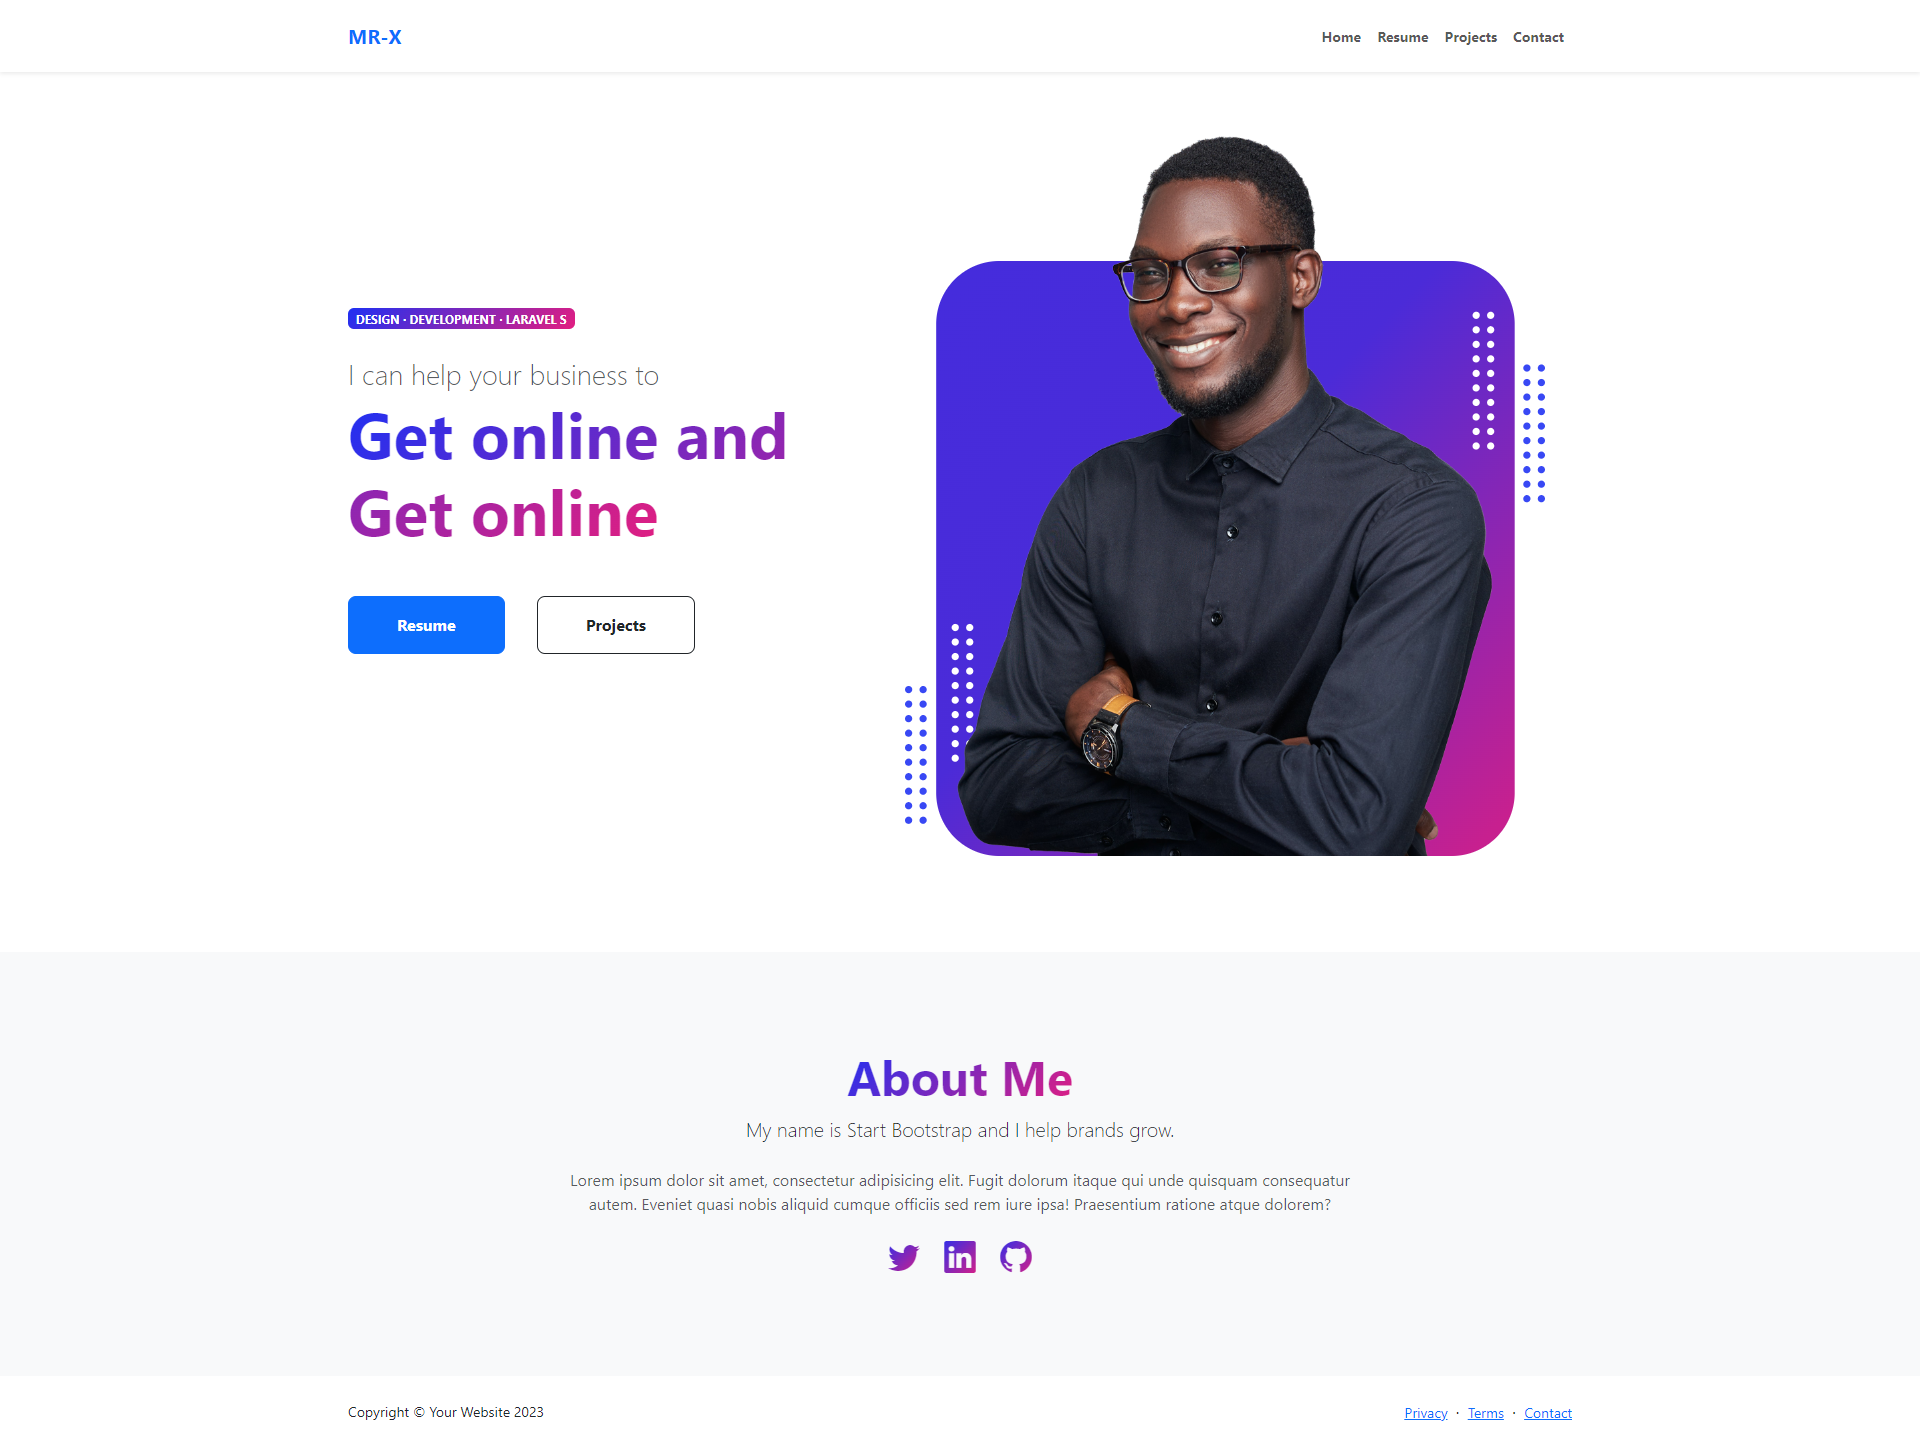 MR-X
Home Resume Projects Contact
DESIGN · DEVELOPMENT · LARAVEL S
I can help your business to
Get online and
Get online
Resume Projects
About Me
My name is Start Bootstrap and I help brands grow.
Lorem ipsum dolor sit amet, consectetur adipisicing elit. Fugit dolorum itaque qui unde quisquam consequatur
autem. Eveniet quasi nobis aliquid cumque officiis sed rem iure ipsa! Praesentium ratione atque dolorem?
in
Copyright © Your Website 2023
Privacy · Terms · Contact